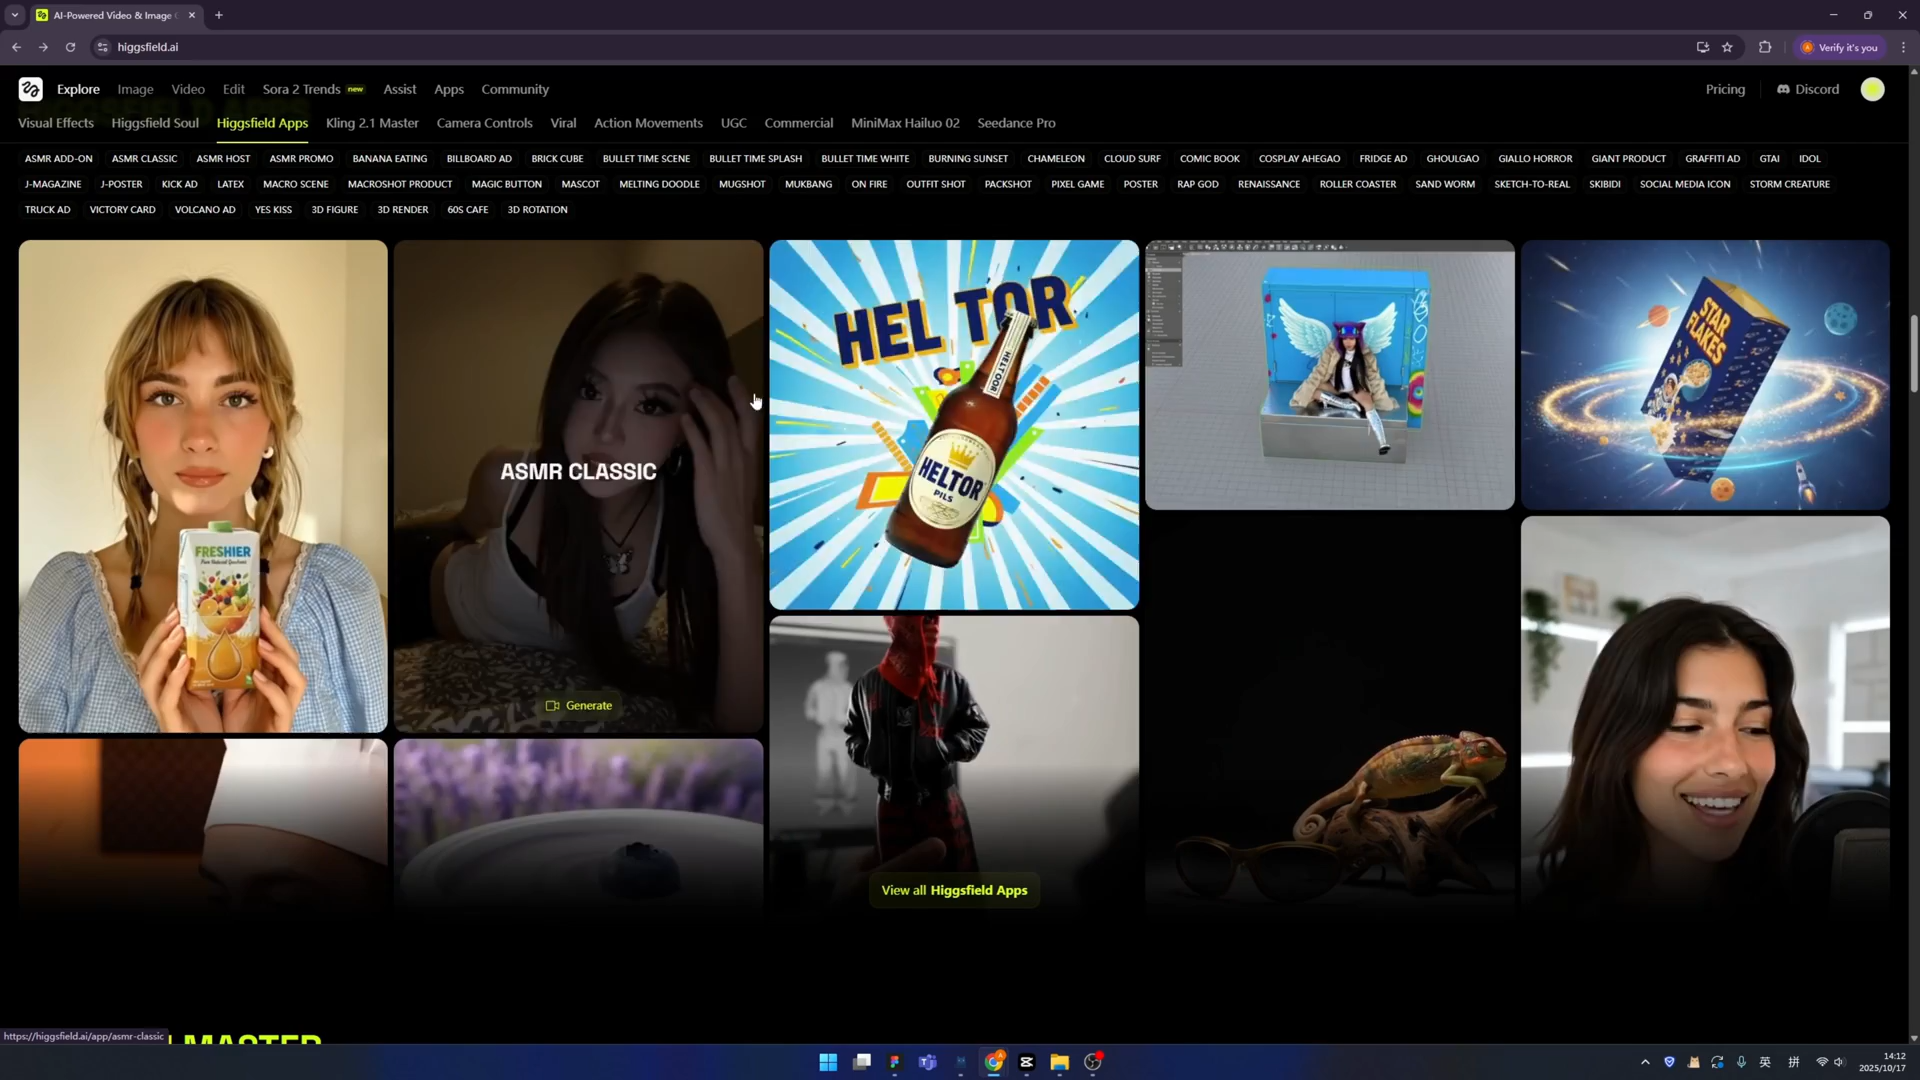 AI-Powered Video & Image
higgsfield.ai
Verify it's you
Explore Image Video Edit Sora 2 Trends new Assist Apps Community Pricing Discord
Visual Effects Higgsfield Soul Higgsfield Apps Kling 2.1 Master Camera Controls Viral Action Movements UGC Commercial MiniMax Hailuo 02 Seedance Pro
ASMR ADD-ON ASMR CLASSIC ASMR HOST ASMR PROMO BANANA EATING BILLBOARD AD BRICK CUBE BULLET TIME SCENE BULLET TIME SPLASH BULLET TIME WHITE BURNING SUNSET CHAMELEON CLOUD SURF COMIC BOOK COSPLAY AHEGAO FRIDGE AD GHOULGAO GIALLO HORROR GIANT PRODUCT GRAFFITI AD GTAI IDOL
J-MAGAZINE J-POSTER KICK AD LATEX MACRO SCENE MACROSHOT PRODUCT MAGIC BUTTON MASCOT MELTING DOODLE MUGSHOT MUKBANG ON FIRE OUTFIT SHOT PACKSHOT PIXEL GAME POSTER RAP GOD RENAISSANCE ROLLER COASTER SAND WORM SKETCH-TO-REAL SKIBIDI SOCIAL MEDIA ICON STORM CREATURE
TRUCK AD VICTORY CARD VOLCANO AD YES KISS 3D FIGURE 3D RENDER 60S CAFE 3D ROTATION
HEL TOR
HELTOOR
HELTOR
PILS
STAR
FLAKES
ASMR CLASSIC
FRESHIER
Generate
View all Higgsfield Apps
https://higgsfield.ai/app/asmr-classic
MASTER
英
拼
14:12
2025/10/17